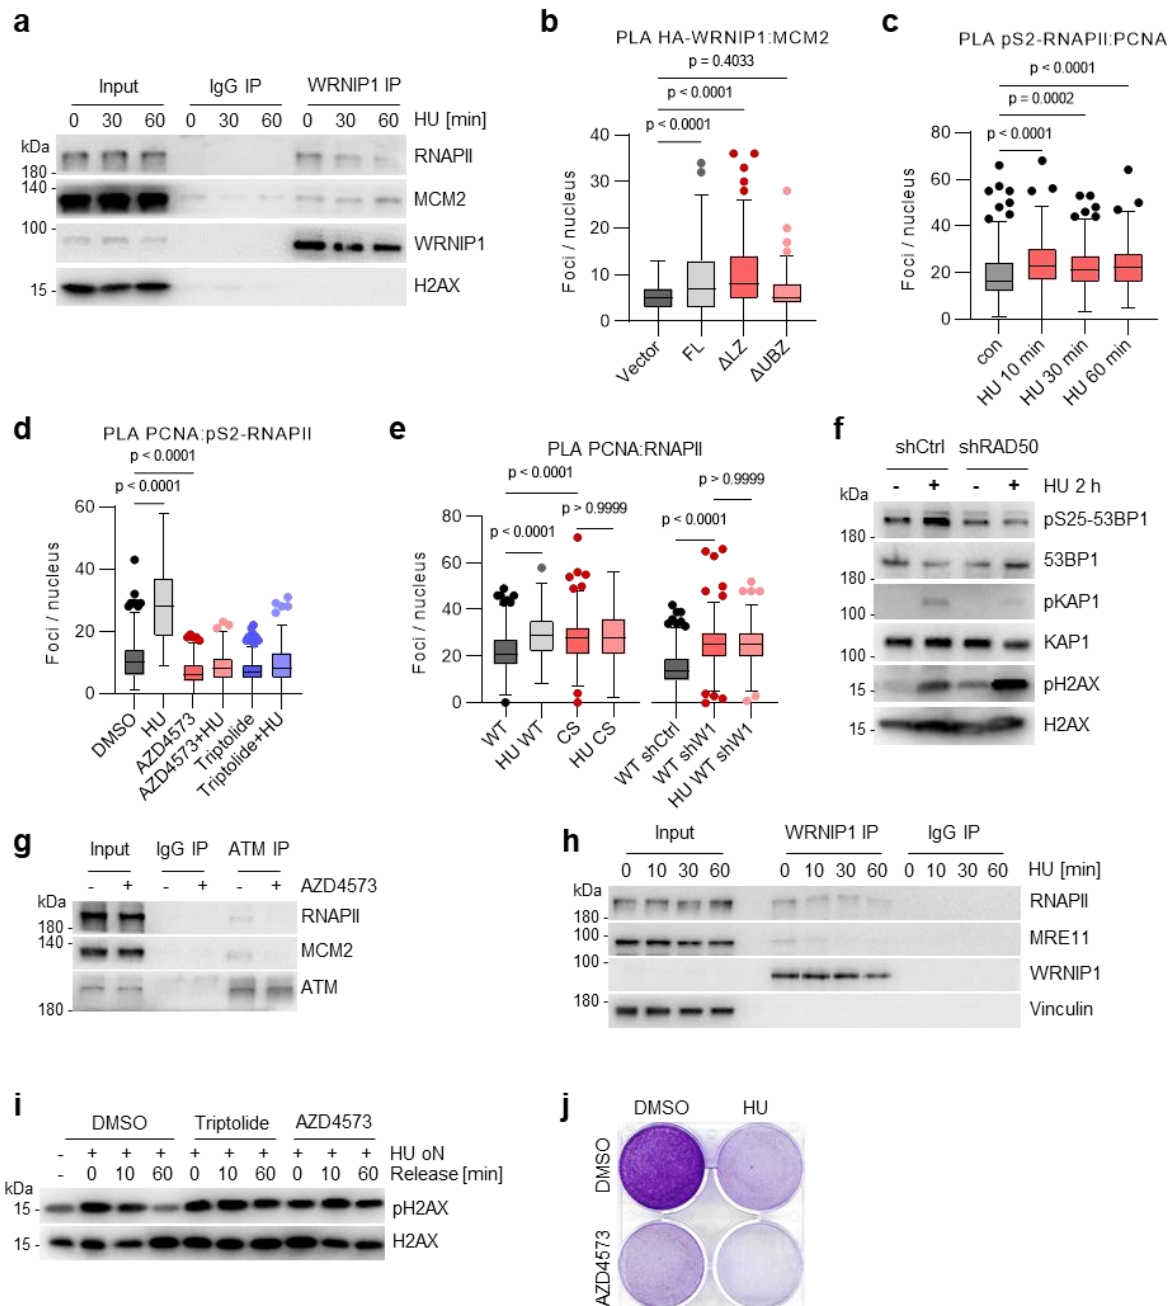 a
Input IgG IP WRNIP1 IP
0 30 60 0 30 60 0 30 60 HU [min]
kDa
180 -
RNAPII
140 -
MCM2
100 -
WRNIP1
15 -
H2AX
b
PLA HA-WRNIP1:MCM2
p = 0.4033
p < 0.0001
p < 0.0001
Foci / nucleus
40
30
20
10
0
Vector FL ΔLZ ΔUBZ
c
PLA pS2-RNAPII:PCNA
p < 0.0001
p = 0.0002
p < 0.0001
Foci / nucleus
80
60
40
20
0
con HU 10 min HU 30 min HU 60 min
d
PLA PCNA:pS2-RNAPII
p < 0.0001
p < 0.0001
Foci / nucleus
60
40
20
0
DMSO HU AZD4573 AZD4573+HU Triptolide Triptolide+HU
e
PLA PCNA:RNAPII
p < 0.0001
p > 0.9999
p < 0.0001
p > 0.9999
p < 0.0001
Foci / nucleus
80
60
40
20
0
WT HU WT CS HU CS WT shCtrl WT shW1 HU WT shW1
f
shCtrl shRAD50
- + - + HU 2 h
kDa
180 -
pS25-53BP1
180 -
53BP1
100 -
pKAP1
100 -
KAP1
15 -
pH2AX
15 -
H2AX
g
Input IgG IP ATM IP
- + - + - + AZD4573
kDa
180 -
RNAPII
140 -
MCM2
180 -
ATM
h
Input WRNIP1 IP IgG IP
0 10 30 60 0 10 30 60 0 10 30 60 HU [min]
kDa
180 -
RNAPII
100 -
MRE11
100 -
WRNIP1
180 -
Vinculin
i
DMSO Triptolide AZD4573
- + + + + + + + + + HU oN
- 0 10 60 0 10 60 0 10 60 Release [min]
kDa
15 -
pH2AX
15 -
H2AX
j
DMSO HU
DMSO
AZD4573